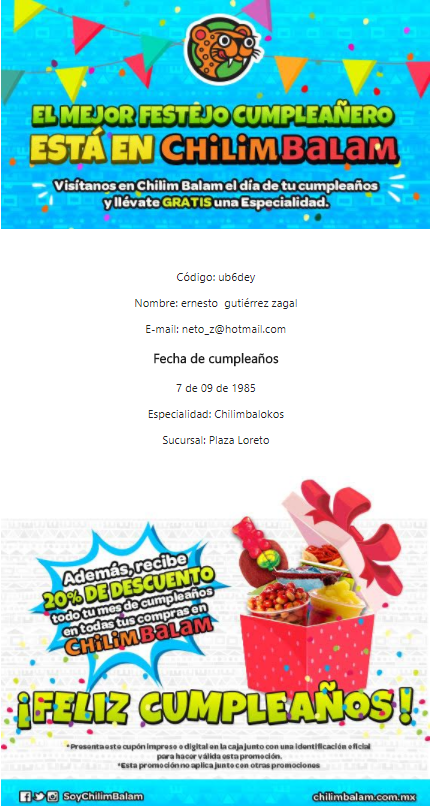 EL MEJOR FESTEJO CUMPLEAÑERO
ESTÁ EN CHiLiMBaLaM
Visítanos en Chilim Balam el día de tu cumpleaños
y llévate GRATIS una Especialidad.
Código: ub6dey
Nombre: ernesto  gutiérrez zagal
E-mail: neto_z@hotmail.com
Fecha de cumpleaños
7 de 09 de 1985
Especialidad: Chilimbalokos
Sucursal: Plaza Loreto
Además, recibe
20% DE DESCUENTO
todo tu mes de cumpleaños
en todas tus compras en
CHiLiMBaLaM
¡FELIZ CUMPLEAÑOS!
*Presenta este cupón impreso o digital en la caja junto con una identificación oficial
para hacer válida esta promoción.
*Esta promoción no aplica junto con otras promociones
SoyChilimBalam
chilimbalam.com.mx